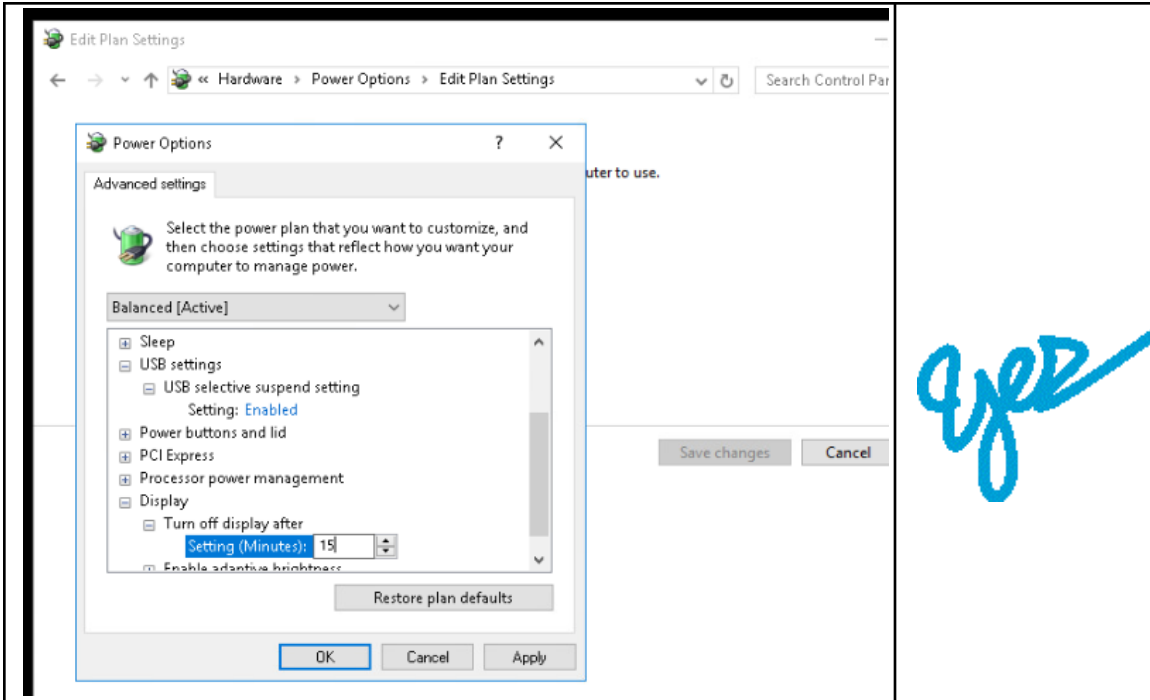 Edit Plan Settings
« Hardware > Power Options > Edit Plan Settings
Search Control Par
Power Options
?
uter to use.
Advanced settings
Select the power plan that you want to customize, and
then choose settings that reflect how you want your
computer to manage power.
Balanced [Active]
Sleep
USB settings
USB selective suspend setting
Setting: Enabled
Power buttons and lid
PCI Express
Processor power management
Display
Turn off display after
Setting (Minutes): 15
Enable adaptive brightness
Restore plan defaults
OK Cancel Apply
Save changes Cancel